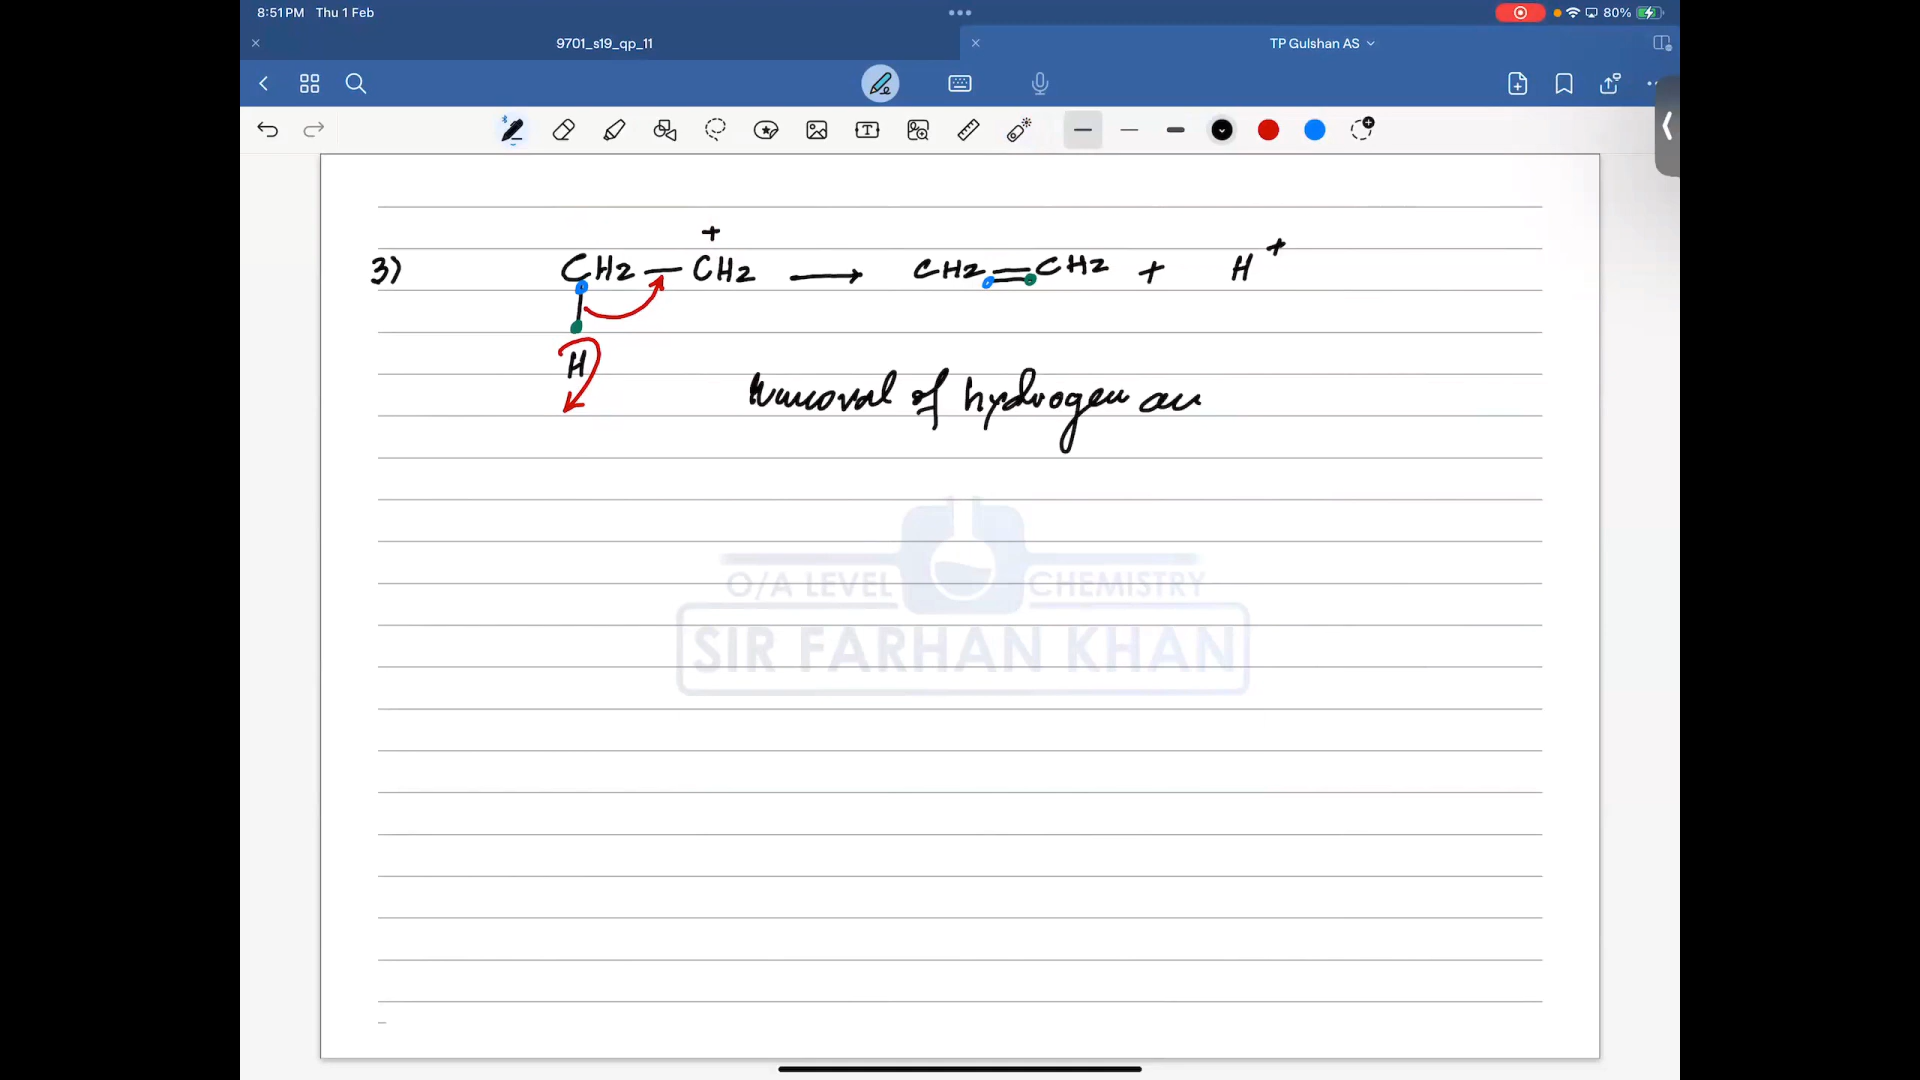 8:51 PM Thu 1 Feb
80%
9701_s19_qp_11
TP Gulshan AS
3) CH2 — CH2 + ⟶ CH2 = CH2 + H+
H
Removal of hydrogen an
O/A LEVEL CHEMISTRY
SIR FARHAN KHAN